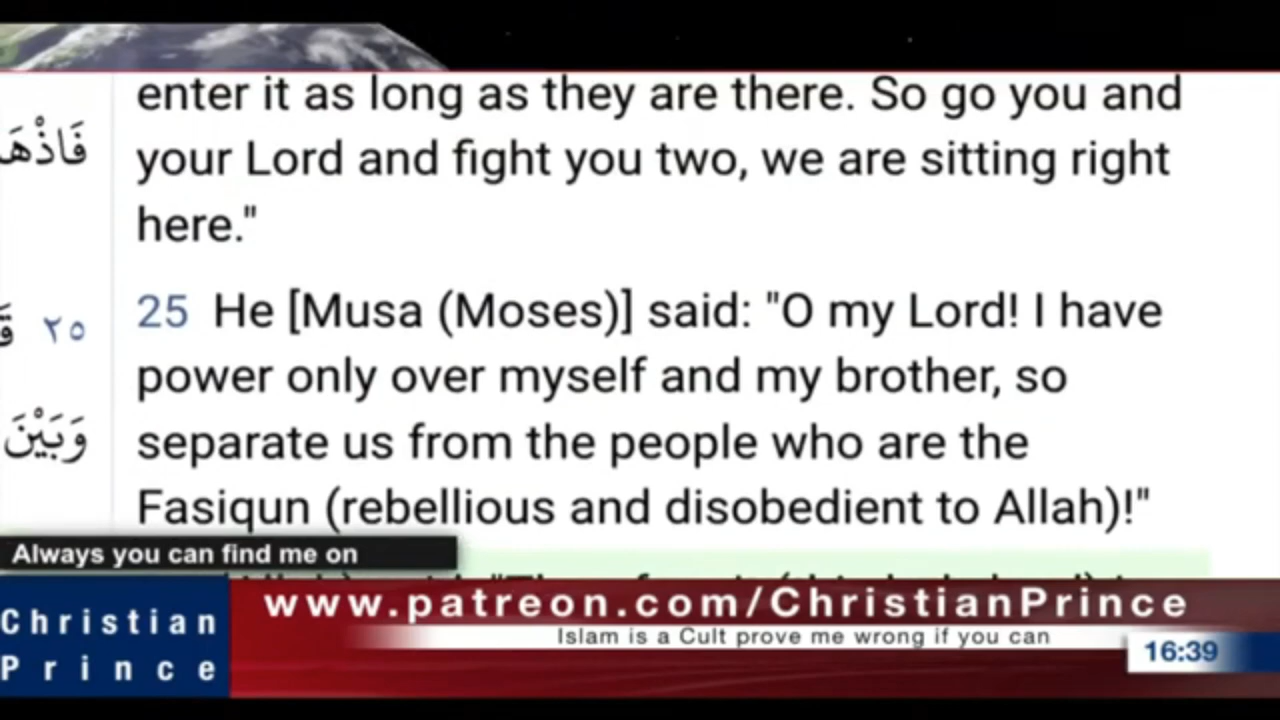 enter it as long as they are there. So go you and
فَاذْهَ
your Lord and fight you two, we are sitting right
here."
25 He [Musa (Moses)] said: "O my Lord! I have
٢٥
power only over myself and my brother, so
وَبَيْنَ
separate us from the people who are the
Fasiqun (rebellious and disobedient to Allah)!"
Always you can find me on
www.patreon.com/ChristianPrince
Islam is a Cult prove me wrong if you can
Christian
Prince
16:39